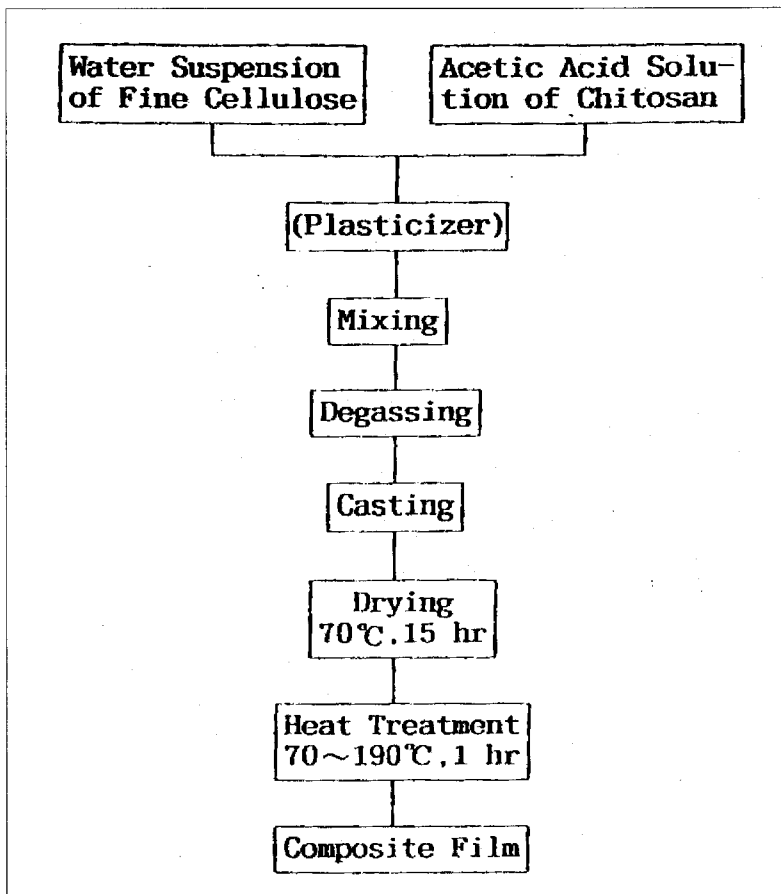 Water Suspension
of Fine Cellulose
Acetic Acid Solu-
tion of Chitosan
(Plasticizer)
Mixing
Degassing
Casting
Drying
70℃.15 hr
Heat Treatment
70～190℃,1 hr
Composite Film